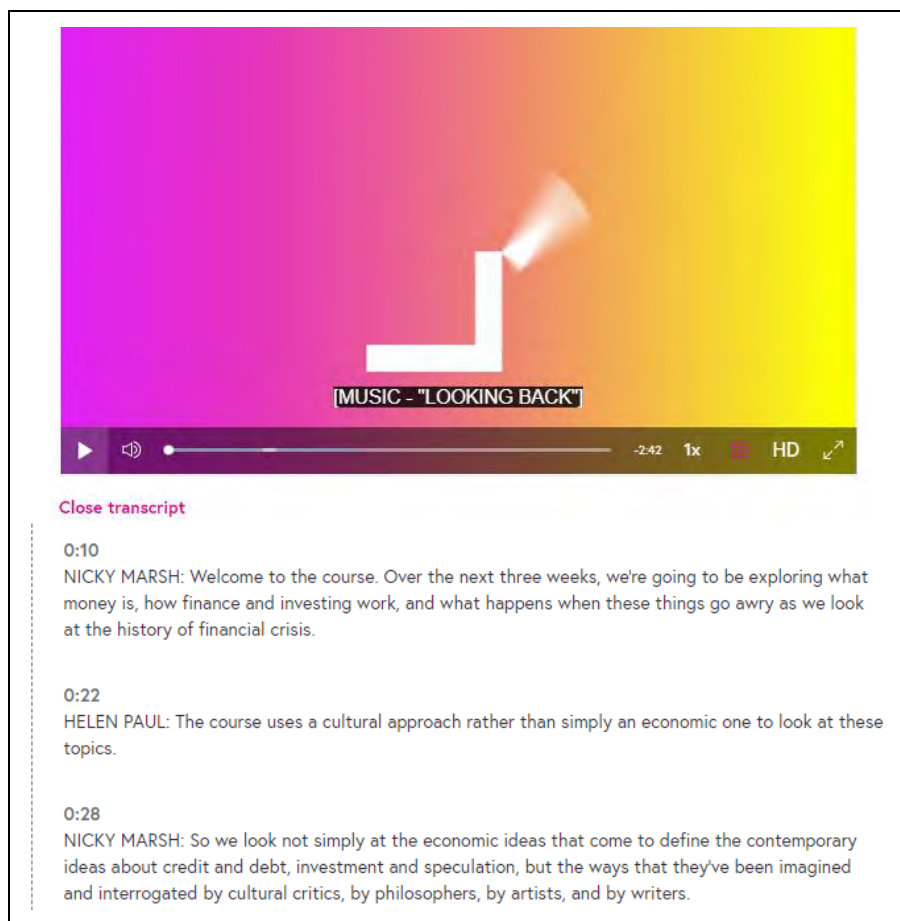 [MUSIC - "LOOKING BACK"]
-2:42 1x HD
Close transcript
0:10
NICKY MARSH: Welcome to the course. Over the next three weeks, we're going to be exploring what
money is, how finance and investing work, and what happens when these things go awry as we look
at the history of financial crisis.
0:22
HELEN PAUL: The course uses a cultural approach rather than simply an economic one to look at these
topics.
0:28
NICKY MARSH: So we look not simply at the economic ideas that come to define the contemporary
ideas about credit and debt, investment and speculation, but the ways that they've been imagined
and interrogated by cultural critics, by philosophers, by artists, and by writers.